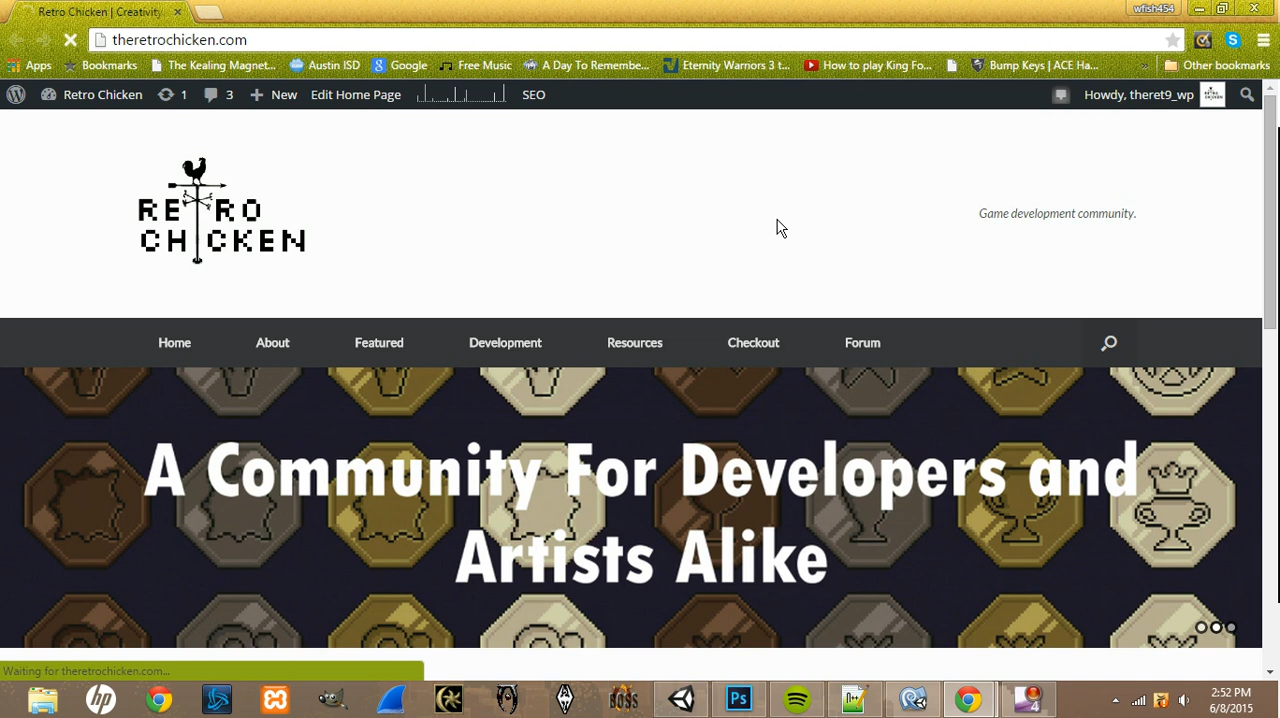 Retro Chicken | Creativity
wfish454
theretrochicken.com
Apps Bookmarks The Kealing Magnet... Austin ISD Google Free Music A Day To Remembe... Eternity Warriors 3 t... How to play King Fo... Bump Keys | ACE Ha... » Other bookmarks
Retro Chicken 1 3 New Edit Home Page SEO Howdy, theret9_wp
RETRO
CHICKEN
Game development community.
Home About Featured Development Resources Checkout Forum
A Community For Developers and
Artists Alike
Waiting for theretrochicken.com...
hp Ps 4 2:52 PM
6/8/2015